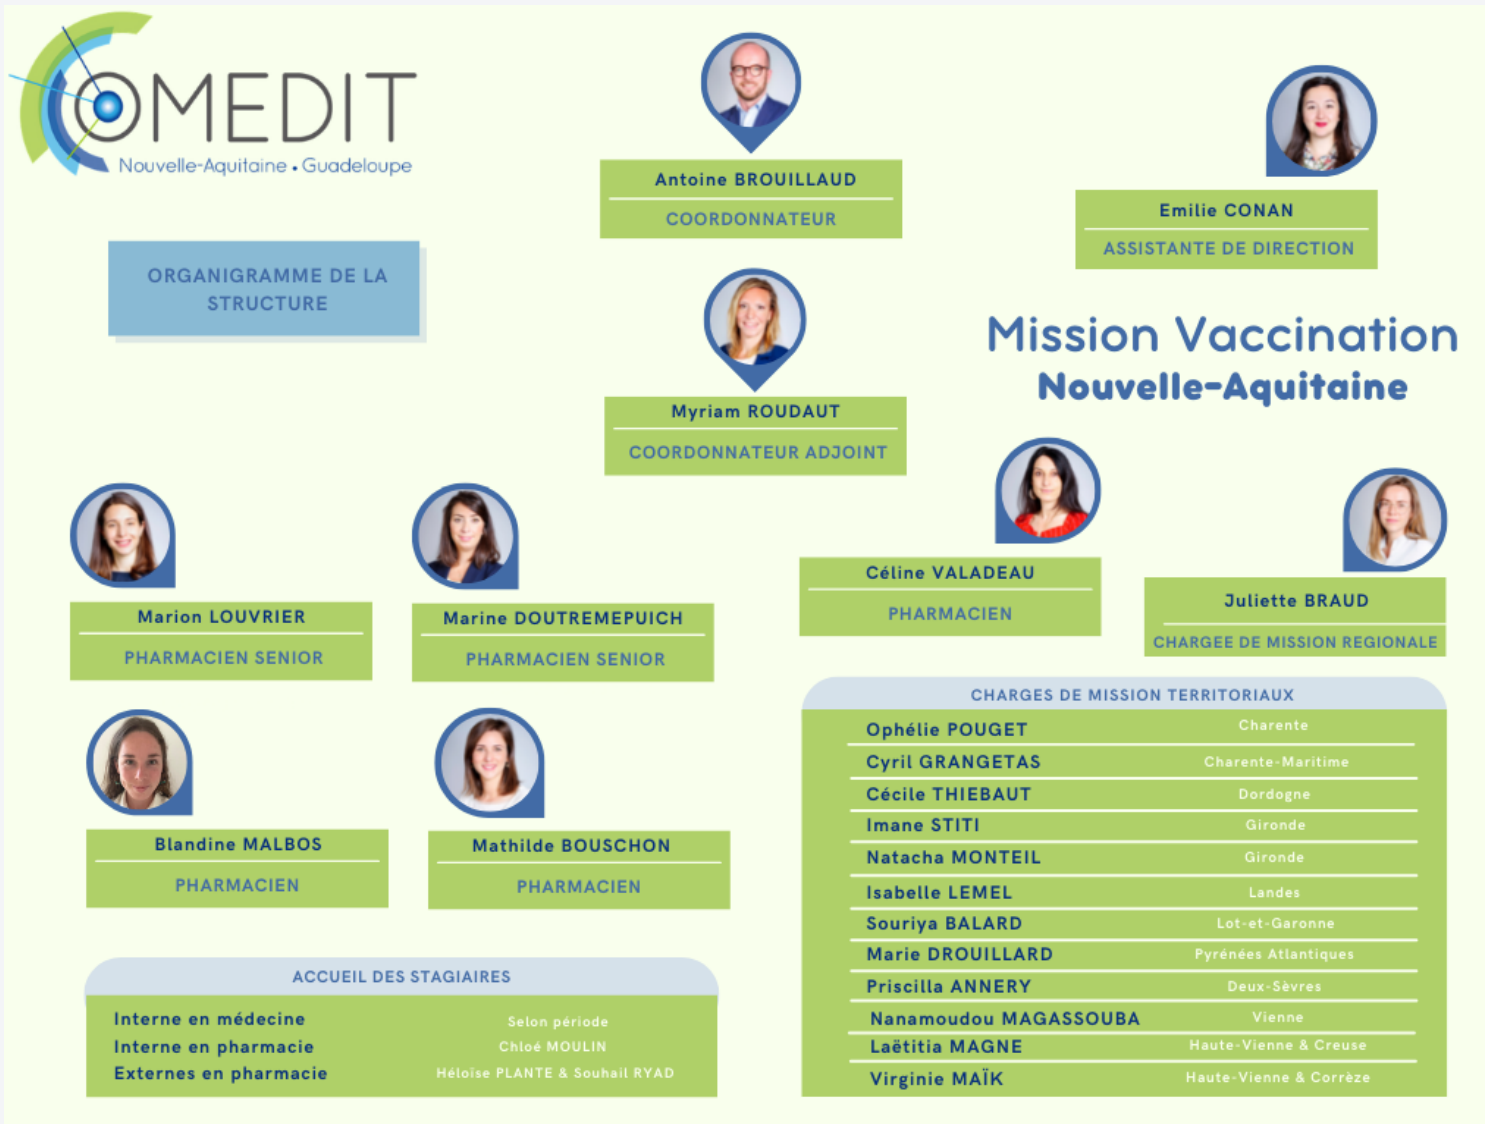 OMEDIT
Nouvelle-Aquitaine • Guadeloupe
ORGANIGRAMME DE LA
STRUCTURE
Antoine BROUILLAUD
COORDONNATEUR
Emilie CONAN
ASSISTANTE DE DIRECTION
Myriam ROUDAUT
COORDONNATEUR ADJOINT
Mission Vaccination
Nouvelle-Aquitaine
Marion LOUVRIER
PHARMACIEN SENIOR
Marine DOUTREMEPUICH
PHARMACIEN SENIOR
Céline VALADEAU
PHARMACIEN
Juliette BRAUD
CHARGEE DE MISSION REGIONALE
Blandine MALBOS
PHARMACIEN
Mathilde BOUSCHON
PHARMACIEN
CHARGES DE MISSION TERRITORIAUX
Ophélie POUGET Charente
Cyril GRANGETAS Charente-Maritime
Cécile THIEBAUT Dordogne
Imane STITI Gironde
Natacha MONTEIL Gironde
Isabelle LEMEL Landes
Souriya BALARD Lot-et-Garonne
Marie DROUILLARD Pyrénées Atlantiques
Priscilla ANNERY Deux-Sèvres
Nanamoudou MAGASSOUBA Vienne
Laëtitia MAGNE Haute-Vienne & Creuse
Virginie MAÏK Haute-Vienne & Corrèze
ACCUEIL DES STAGIAIRES
Interne en médecine Selon période
Interne en pharmacie Chloé MOULIN
Externes en pharmacie Héloïse PLANTE & Souhail RYAD